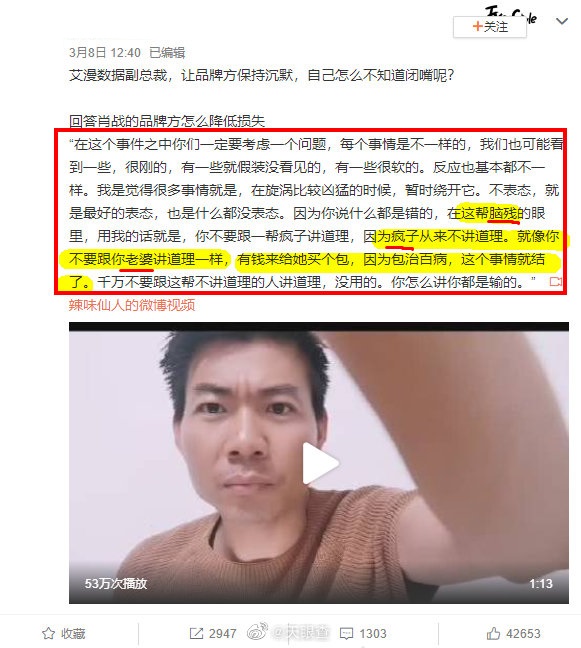 +关注
3月8日 12:40 已编辑
艾漫数据副总裁，让品牌方保持沉默，自己怎么不知道闭嘴呢？
回答肖战的品牌方怎么降低损失
“在这个事件之中你们一定要考虑一个问题，每个事情是不一样的，我们也可能看
到一些，很刚的，有一些就假装没看见的，有一些很软的。反应也基本都不一
样。我是觉得很多事情就是，在旋涡比较凶猛的时候，暂时绕开它。不表态，就
是最好的表态，也是什么都没表态。因为你说什么都是错的，在这帮脑残的眼
里，用我的话就是，你不要跟一帮疯子讲道理，因为疯子从来不讲道理。就像你
不要跟你老婆讲道理一样，有钱来给她买个包，因为包治百病，这个事情就结
了。千万不要跟这帮不讲道理的人讲道理，没用的。你怎么讲你都是输的。”
辣味仙人的微博视频
53万次播放
1:13
收藏
2947
@天眼查
1303
42653